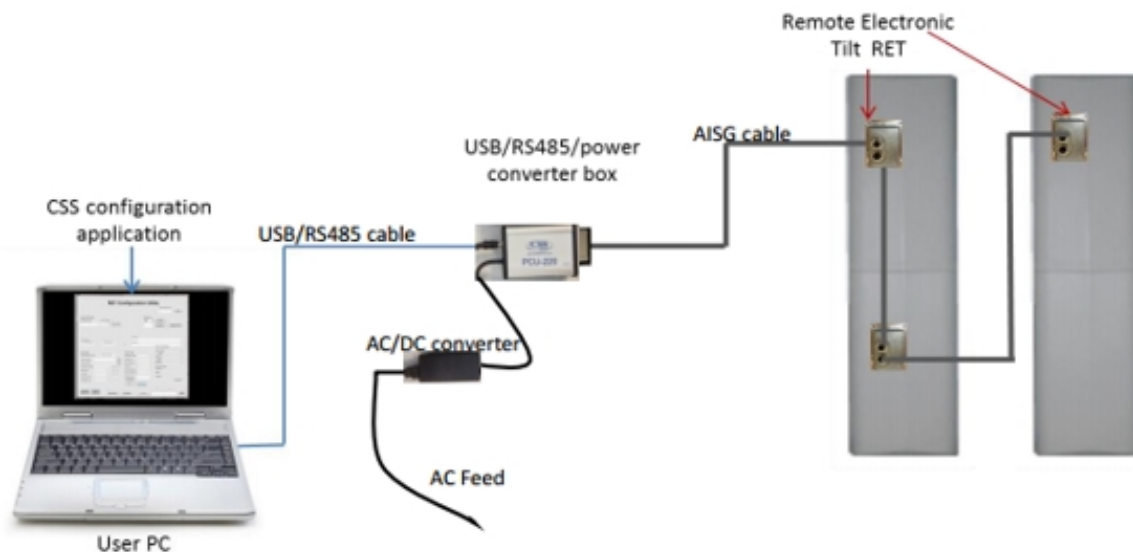 Remote Electronic
Tilt RET
AISG cable
USB/RS485/power
converter box
CSS configuration
application
USB/RS485 cable
AC/DC converter
AC Feed
User PC